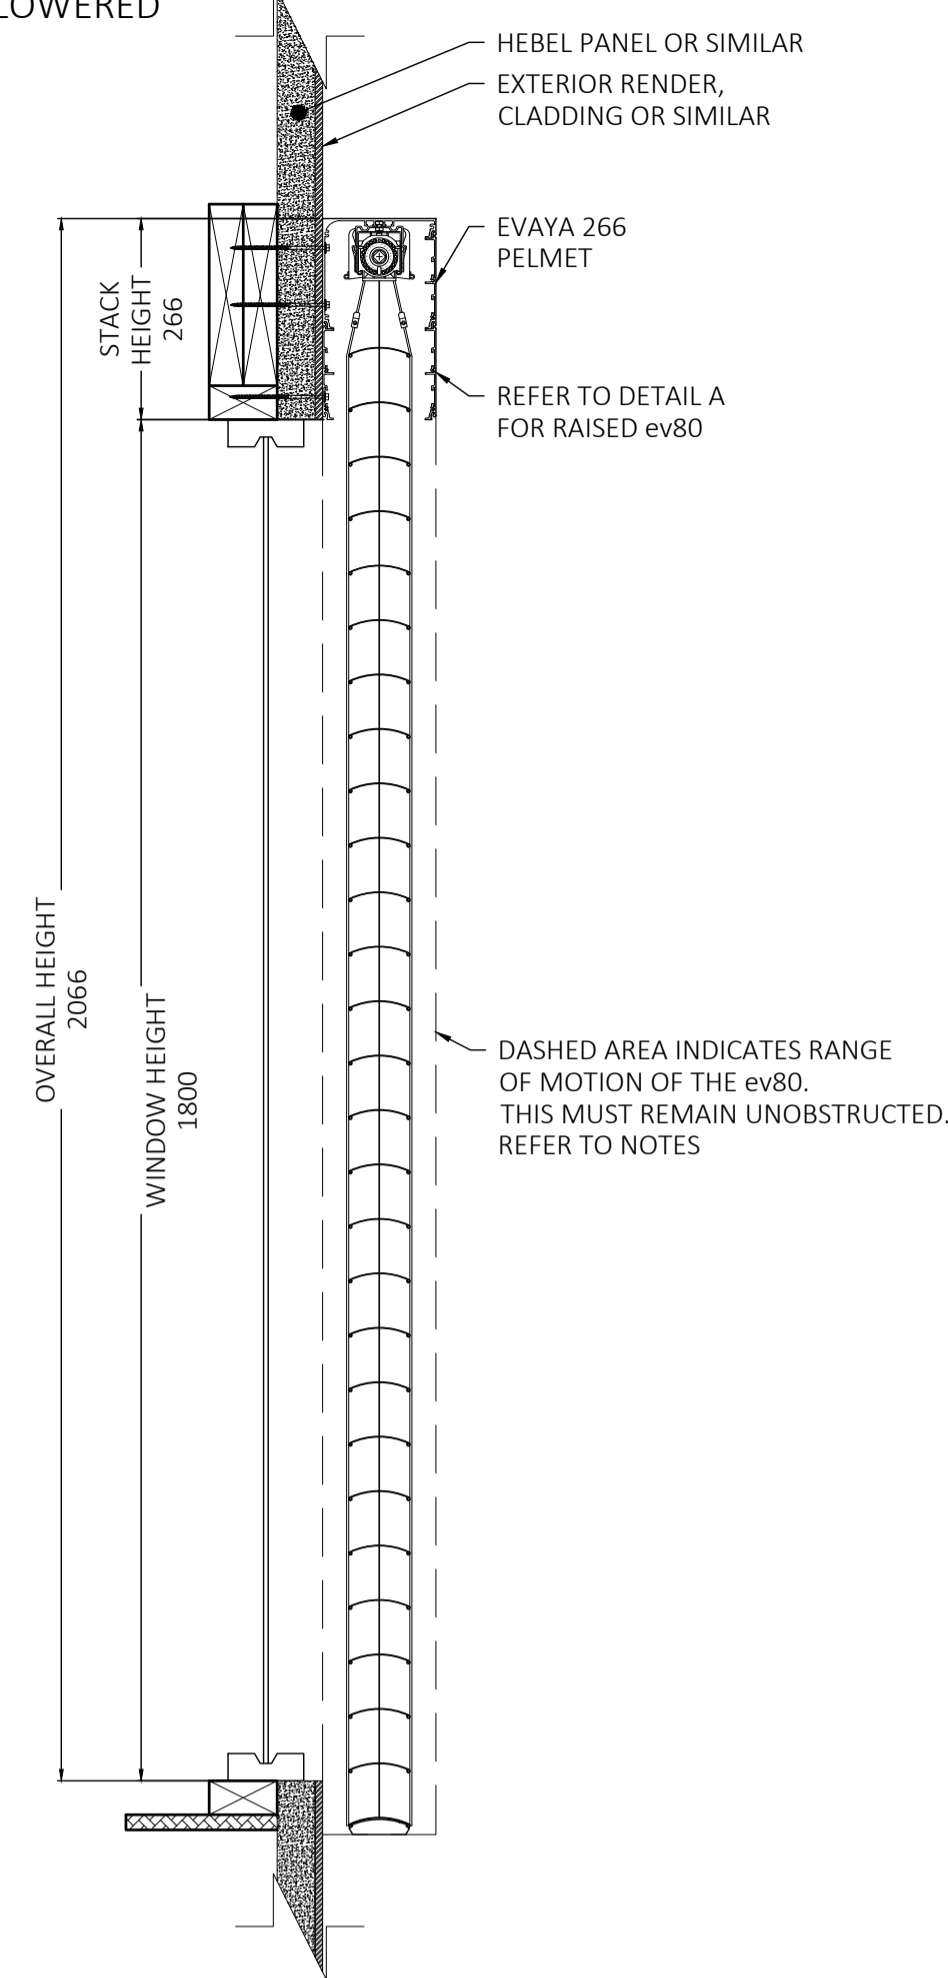 LOWERED
HEBEL PANEL OR SIMILAR
EXTERIOR RENDER,
CLADDING OR SIMILAR
EVAYA 266
PELMET
STACK
HEIGHT
266
REFER TO DETAIL A
FOR RAISED ev80
OVERALL HEIGHT
2066
WINDOW HEIGHT
1800
DASHED AREA INDICATES RANGE
OF MOTION OF THE ev80.
THIS MUST REMAIN UNOBSTRUCTED.
REFER TO NOTES